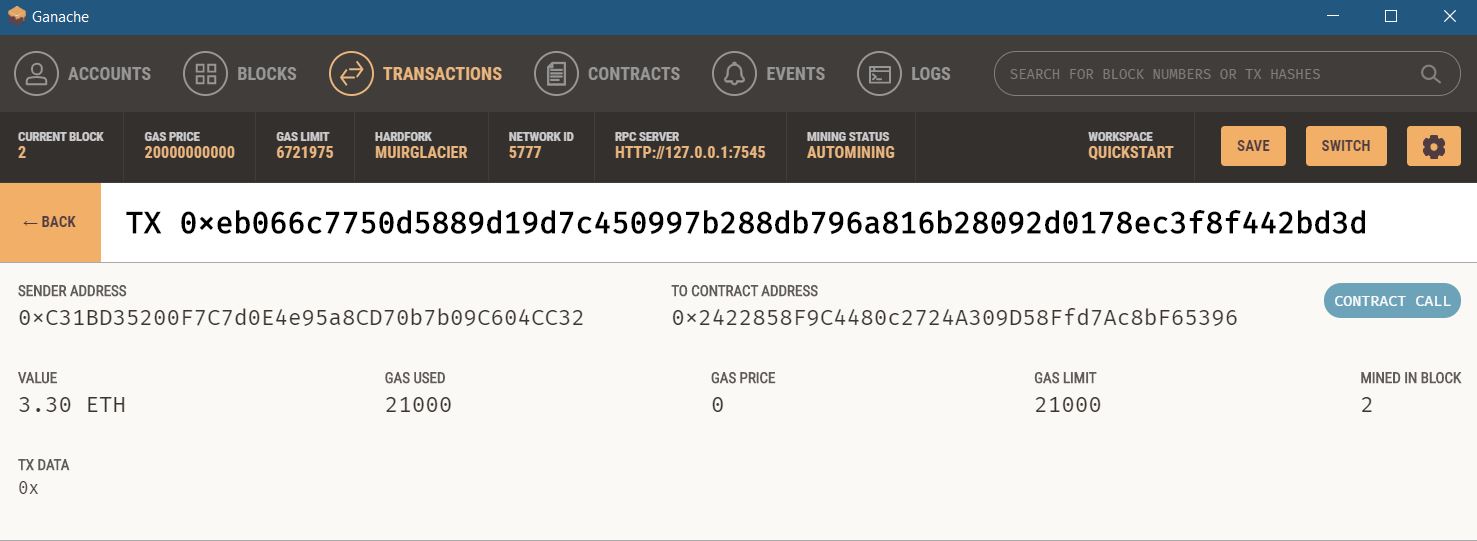 Ganache
ACCOUNTS BLOCKS TRANSACTIONS CONTRACTS EVENTS LOGS SEARCH FOR BLOCK NUMBERS OR TX HASHES
CURRENT BLOCK GAS PRICE GAS LIMIT HARDFORK NETWORK ID RPC SERVER MINING STATUS WORKSPACE
2 20000000000 6721975 MUIRGLACIER 5777 HTTP://127.0.0.1:7545 AUTOMINING QUICKSTART SAVE SWITCH
← BACK TX 0×eb066c7750d5889d19d7c450997b288db796a816b28092d0178ec3f8f442bd3d
SENDER ADDRESS TO CONTRACT ADDRESS
0×C31BD35200F7C7d0E4e95a8CD70b7b09C604CC32 0×2422858F9C4480c2724A309D58Ffd7Ac8bF65396 CONTRACT CALL
VALUE GAS USED GAS PRICE GAS LIMIT MINED IN BLOCK
3.30 ETH 21000 0 21000 2
TX DATA
0x